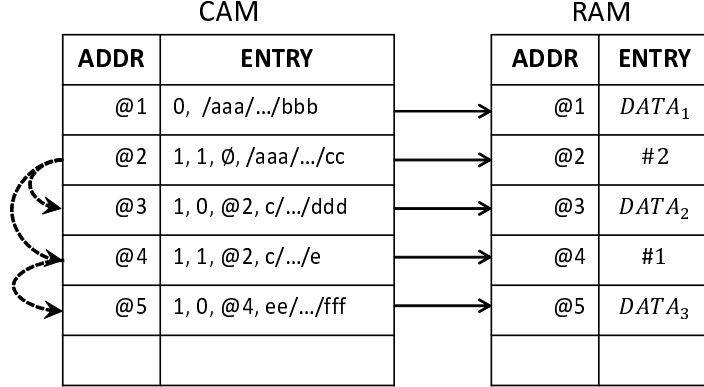 CAM RAM
ADDR ENTRY ADDR ENTRY
@1 0, /aaa/…/bbb @1 DATA₁
@2 1, 1, Ø, /aaa/…/cc @2 #2
@3 1, 0, @2, c/…/ddd @3 DATA₂
@4 1, 1, @2, c/…/e @4 #1
@5 1, 0, @4, ee/…/fff @5 DATA₃